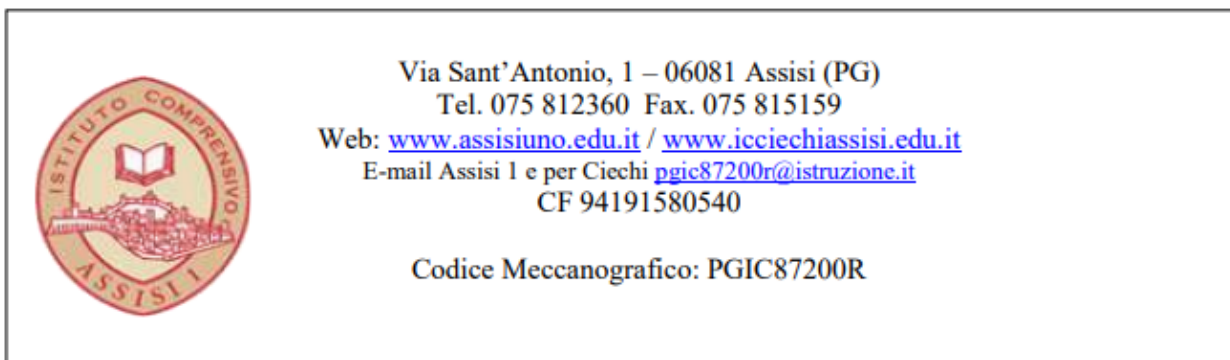 ISTITUTO COMPRENSIVO
ASSISI 1
Via Sant’Antonio, 1 – 06081 Assisi (PG)
Tel. 075 812360 Fax. 075 815159
Web: www.assisiuno.edu.it / www.icciechiassisi.edu.it
E-mail Assisi 1 e per Ciechi pgic87200r@istruzione.it
CF 94191580540
Codice Meccanografico: PGIC87200R